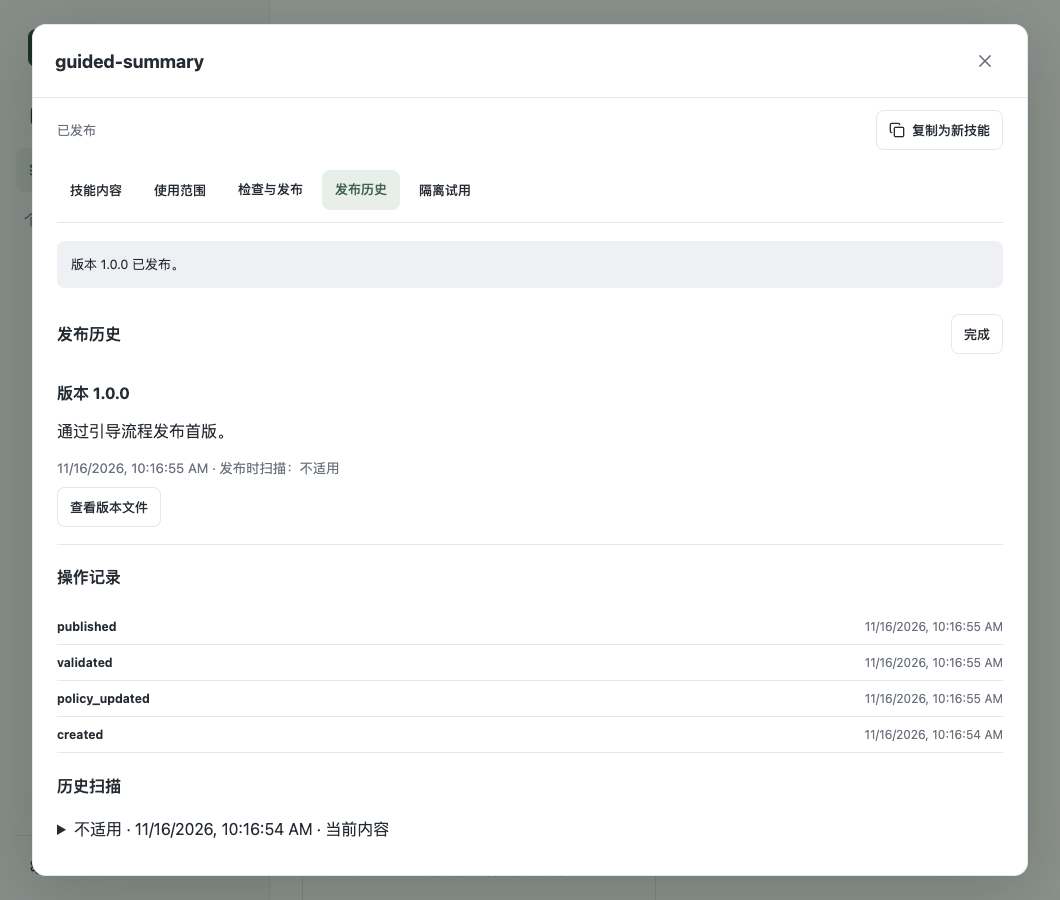 guided-summary
已发布
复制为新技能
技能内容 使用范围 检查与发布 发布历史 隔离试用
版本 1.0.0 已发布。
发布历史
完成
版本 1.0.0
通过引导流程发布首版。
11/16/2026, 10:16:55 AM · 发布时扫描：不适用
查看版本文件
操作记录
published 11/16/2026, 10:16:55 AM
validated 11/16/2026, 10:16:55 AM
policy_updated 11/16/2026, 10:16:55 AM
created 11/16/2026, 10:16:54 AM
历史扫描
不适用 · 11/16/2026, 10:16:54 AM · 当前内容